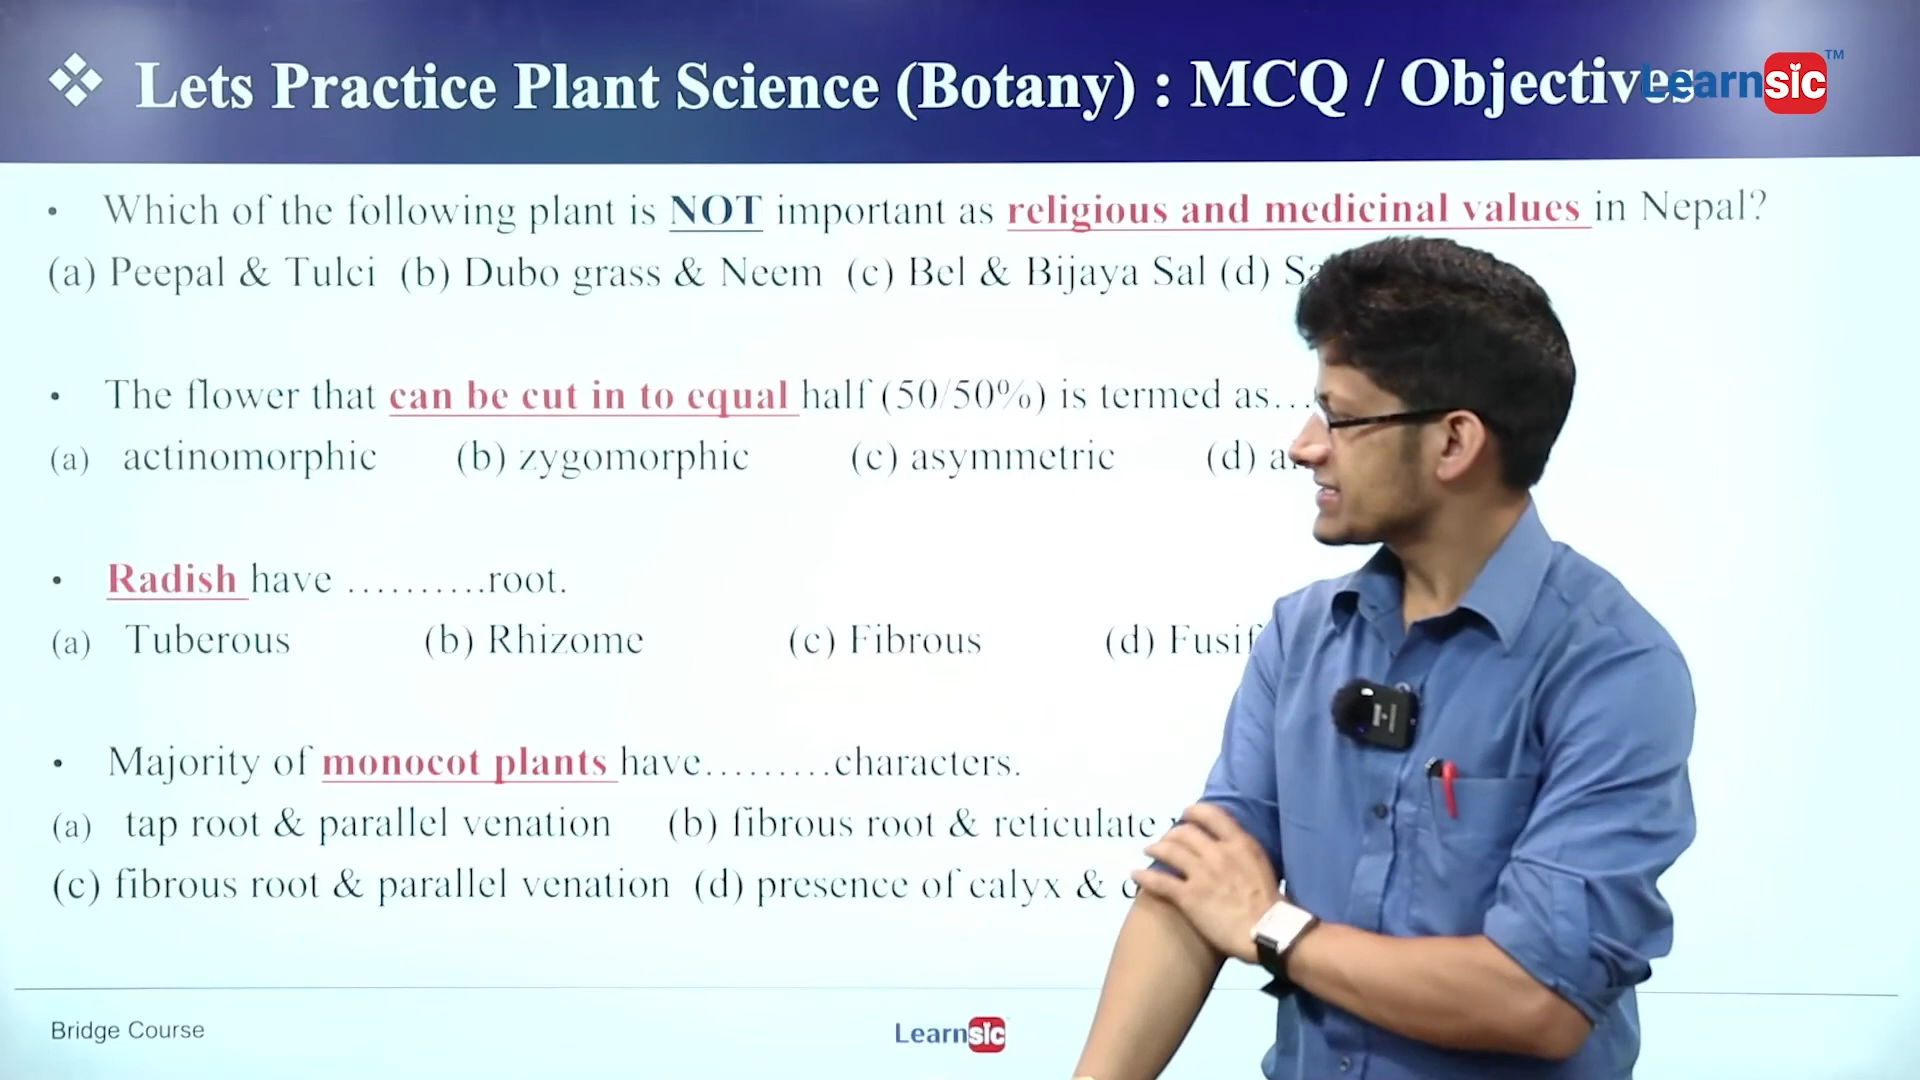 Lets Practice Plant Science (Botany) : MCQ / Objectives
Learnsic TM
• Which of the following plant is NOT important as religious and medicinal values in Nepal?
(a) Peepal & Tulci (b) Dubo grass & Neem (c) Bel & Bijaya Sal (d)
• The flower that can be cut in to equal half (50/50%) is termed as...
(a) actinomorphic (b) zygomorphic (c) asymmetric (d)
• Radish have ..........root.
(a) Tuberous (b) Rhizome (c) Fibrous (d)
• Majority of monocot plants have.........characters.
(a) tap root & parallel venation (b) fibrous root & reticulate
(c) fibrous root & parallel venation (d) presence of calyx &
Bridge Course
Learnsic